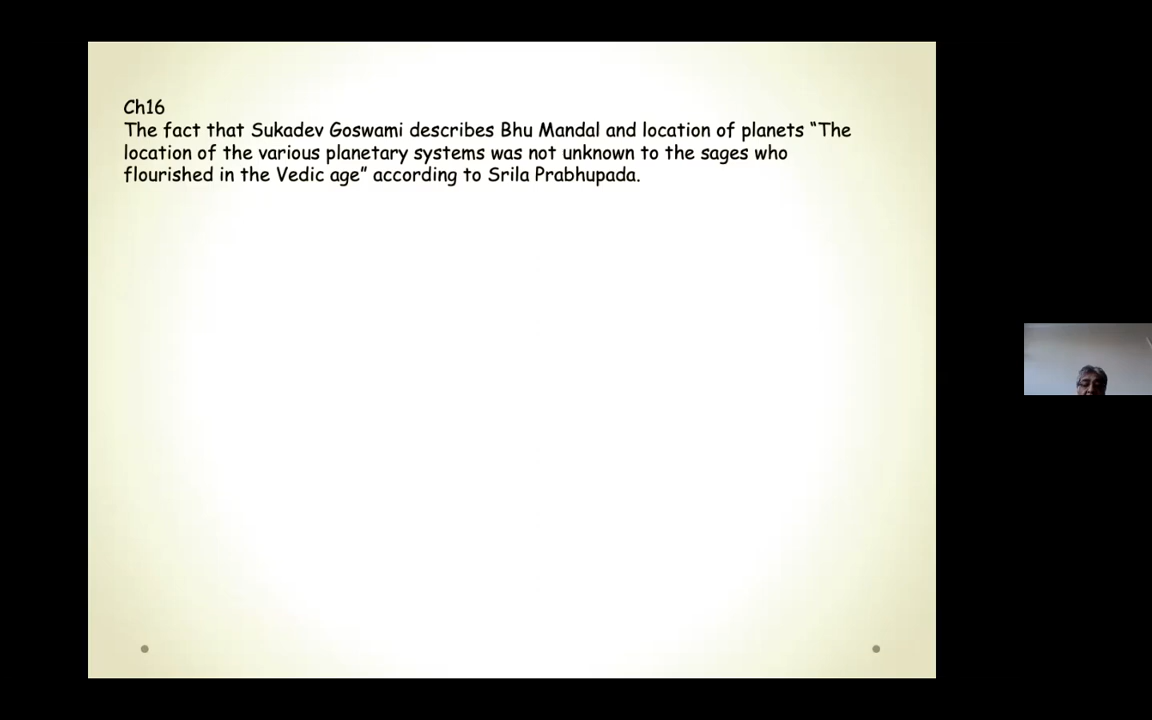 Ch16
The fact that Sukadev Goswami describes Bhu Mandal and location of planets “The
location of the various planetary systems was not unknown to the sages who
flourished in the Vedic age” according to Srila Prabhupada.